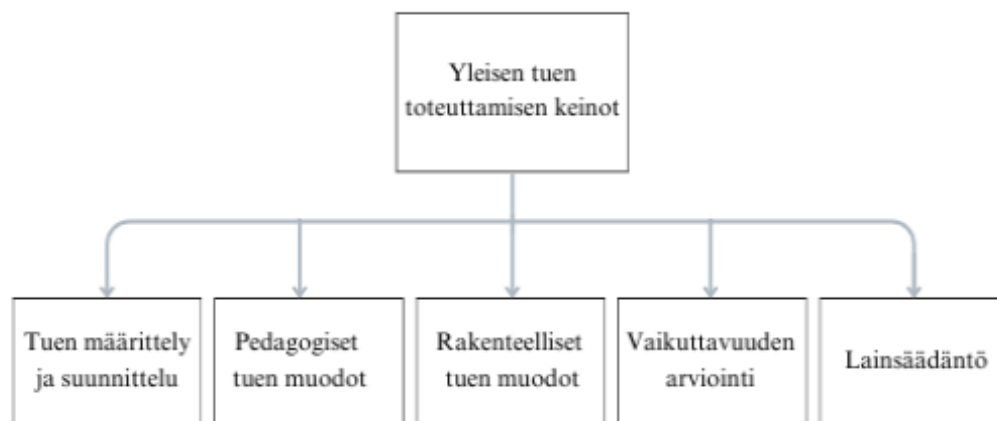 Yleisen tuen
toteuttamisen keinot
Tuen määrittely
ja suunnittelu
Pedagogiset
tuen muodot
Rakenteelliset
tuen muodot
Vaikuttavuuden
arviointi
Lainsäädäntö